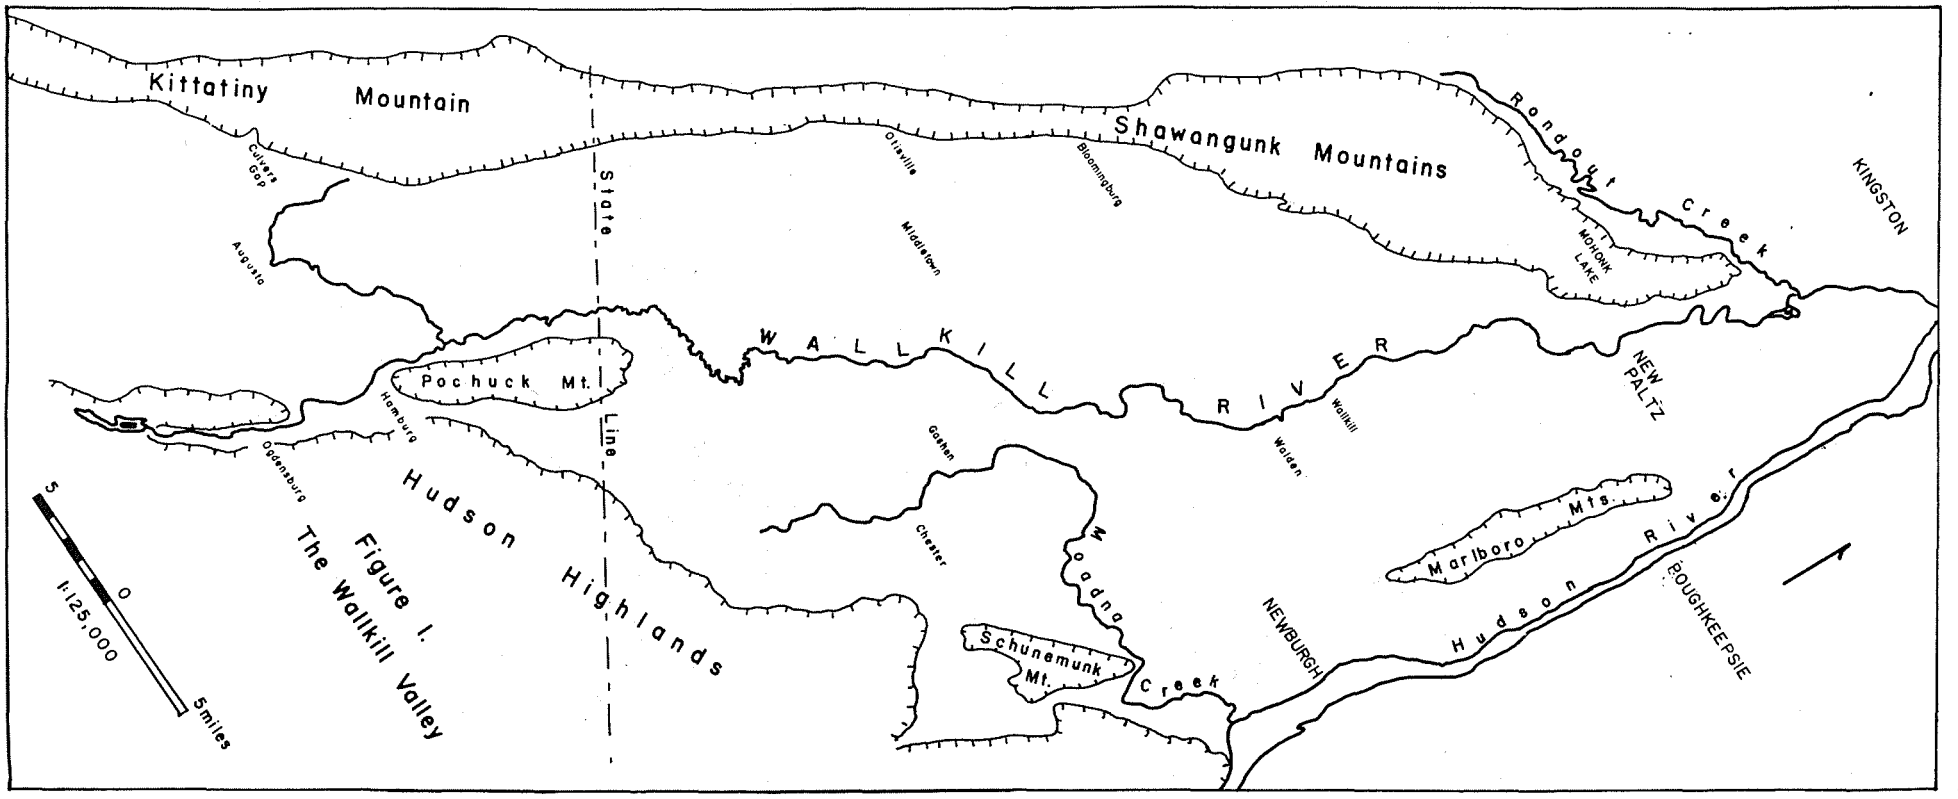 Kittatiny Mountain
Shawangunk Mountains
Rondout Creek
KINGSTON
Culvers
Gap
Otisville
Bloomingburg
State Line
Augusta
Middletown
MOHONK
LAKE
WALLKILL RIVER
Pochuck Mt.
Hamburg
Ogdensburg
Goshen
Wallkill
Walden
NEW
PALTZ
Hudson Highlands
Chester
Moodna Creek
Marlboro Mts.
Hudson River
POUGHKEEPSIE
NEWBURGH
Schunemunk
Mt.
5 0 5 miles
1:125,000
Figure 1.
The Wallkill Valley